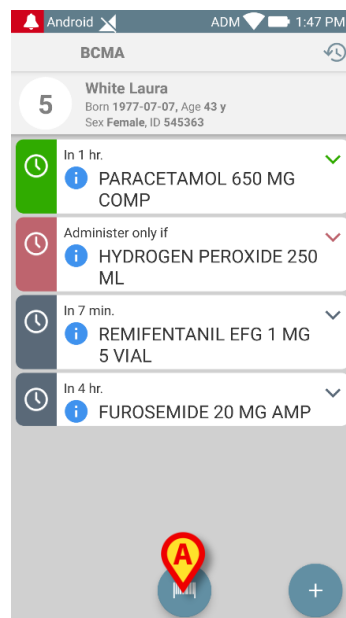 Android ADM 1:47 PM
BCMA
5
White Laura
Born 1977-07-07, Age 43 y
Sex Female, ID 545363
In 1 hr.
i PARACETAMOL 650 MG
COMP
Administer only if
i HYDROGEN PEROXIDE 250
ML
In 7 min.
i REMIFENTANIL EFG 1 MG
5 VIAL
In 4 hr.
i FUROSEMIDE 20 MG AMP
A
+